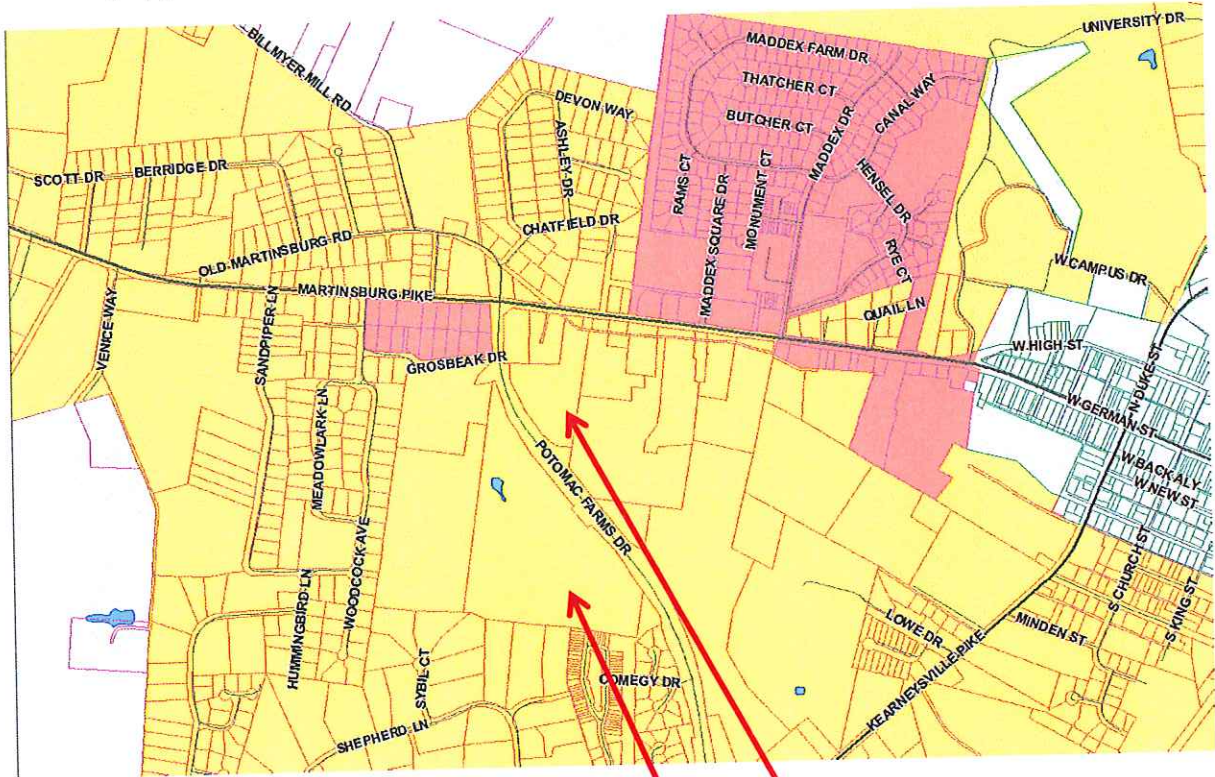 UNIVERSITY DR
BILLMYER MILL RD
MADDEX FARM DR
THATCHER CT
DEVON WAY
CANAL WAY
BUTCHER CT
ASHLEY DR
MADDEX DR
SCOTT DR
BERRIDGE DR
RAMS CT
HENSEL DR
MONUMENT CT
MADDEX SQUARE DR
CHATFIELD DR
RYE CT
OLD MARTINSBURG RD
W CAMPUS DR
MARTINSBURG PIKE
QUAIL LN
VENICE WAY
SANDPIPER LN
W HIGH ST
N DUKE ST
GROSBEAK DR
W GERMAN ST
MEADOWLARK LN
POTOMAC FARMS DR
W BACK ALY
W NEW ST
WOODCOCK AVE
S CHURCH ST
S KING ST
HUMMINGBIRD LN
LOWE DR
MINDEN ST
SYBIL CT
COMEGY DR
KEARNEYSVILLE PIKE
SHEPHERD LN